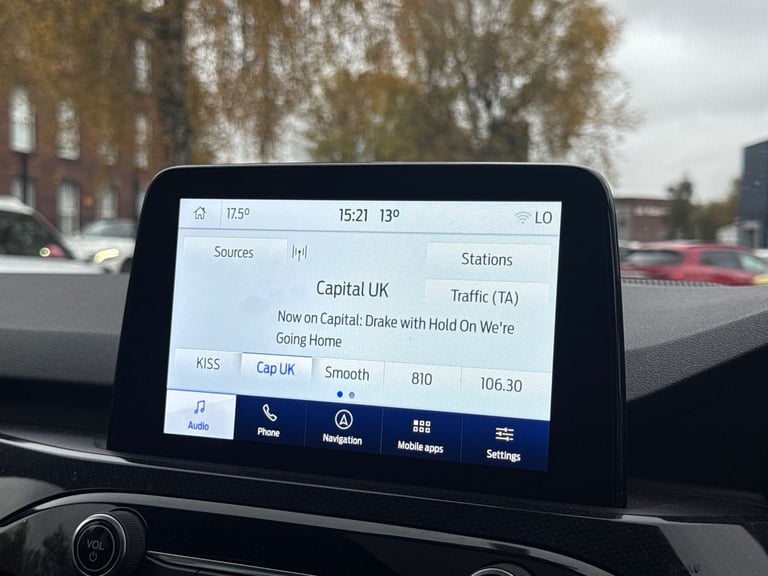 17.5° 15:21 13° LO
Sources Stations
Capital UK Traffic (TA)
Now on Capital: Drake with Hold On We're
Going Home
KISS Cap UK Smooth 810 106.30
Audio Phone Navigation Mobile apps Settings
VOL